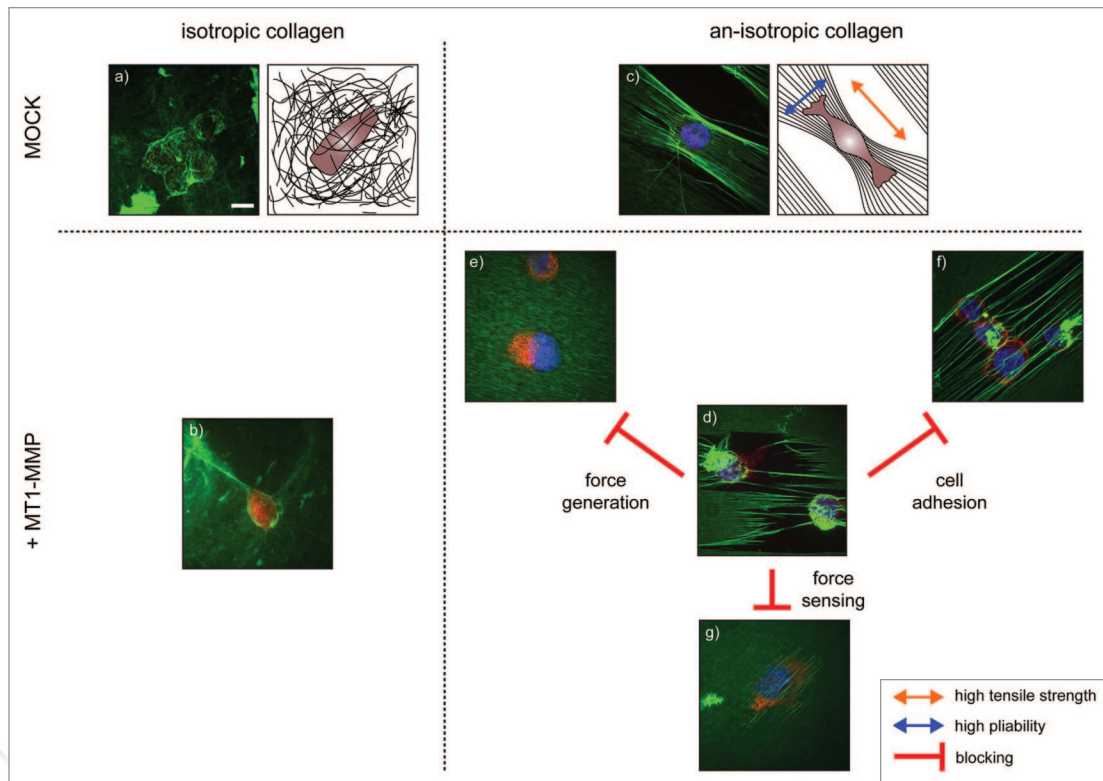 isotropic collagen
an-isotropic collagen
MOCK
a)
c)
+ MT1-MMP
e)
f)
b)
d)
force
generation
cell
adhesion
force
sensing
g)
high tensile strength
high pliability
blocking